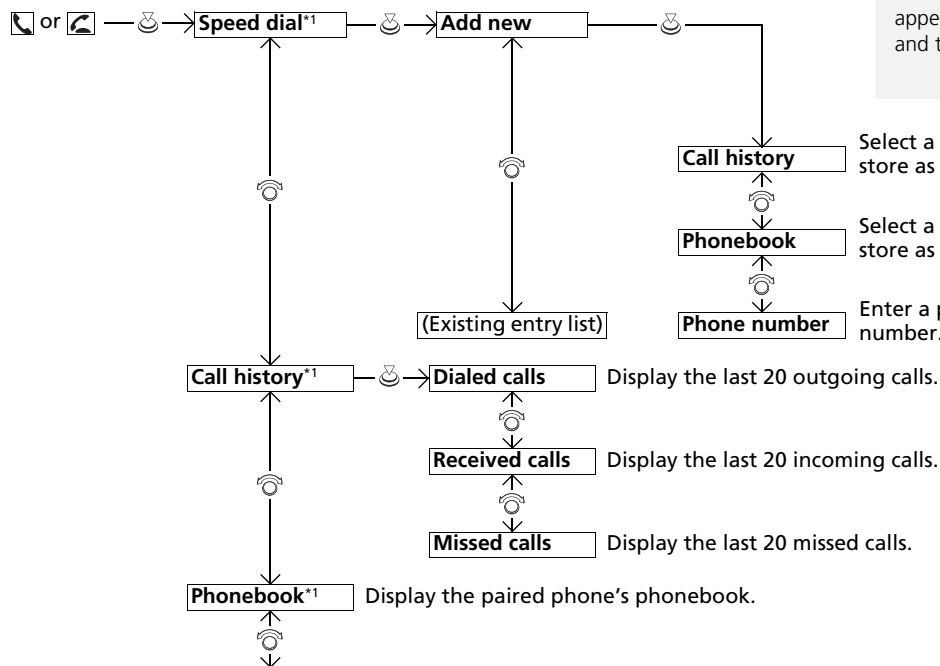 or Speed dial*1 Add new
appe
and t
Call history Select a
store as
Phonebook Select a
store as
(Existing entry list)
Phone number Enter a p
number.
Call history*1 Dialed calls Display the last 20 outgoing calls.
Received calls Display the last 20 incoming calls.
Missed calls Display the last 20 missed calls.
Phonebook*1 Display the paired phone’s phonebook.